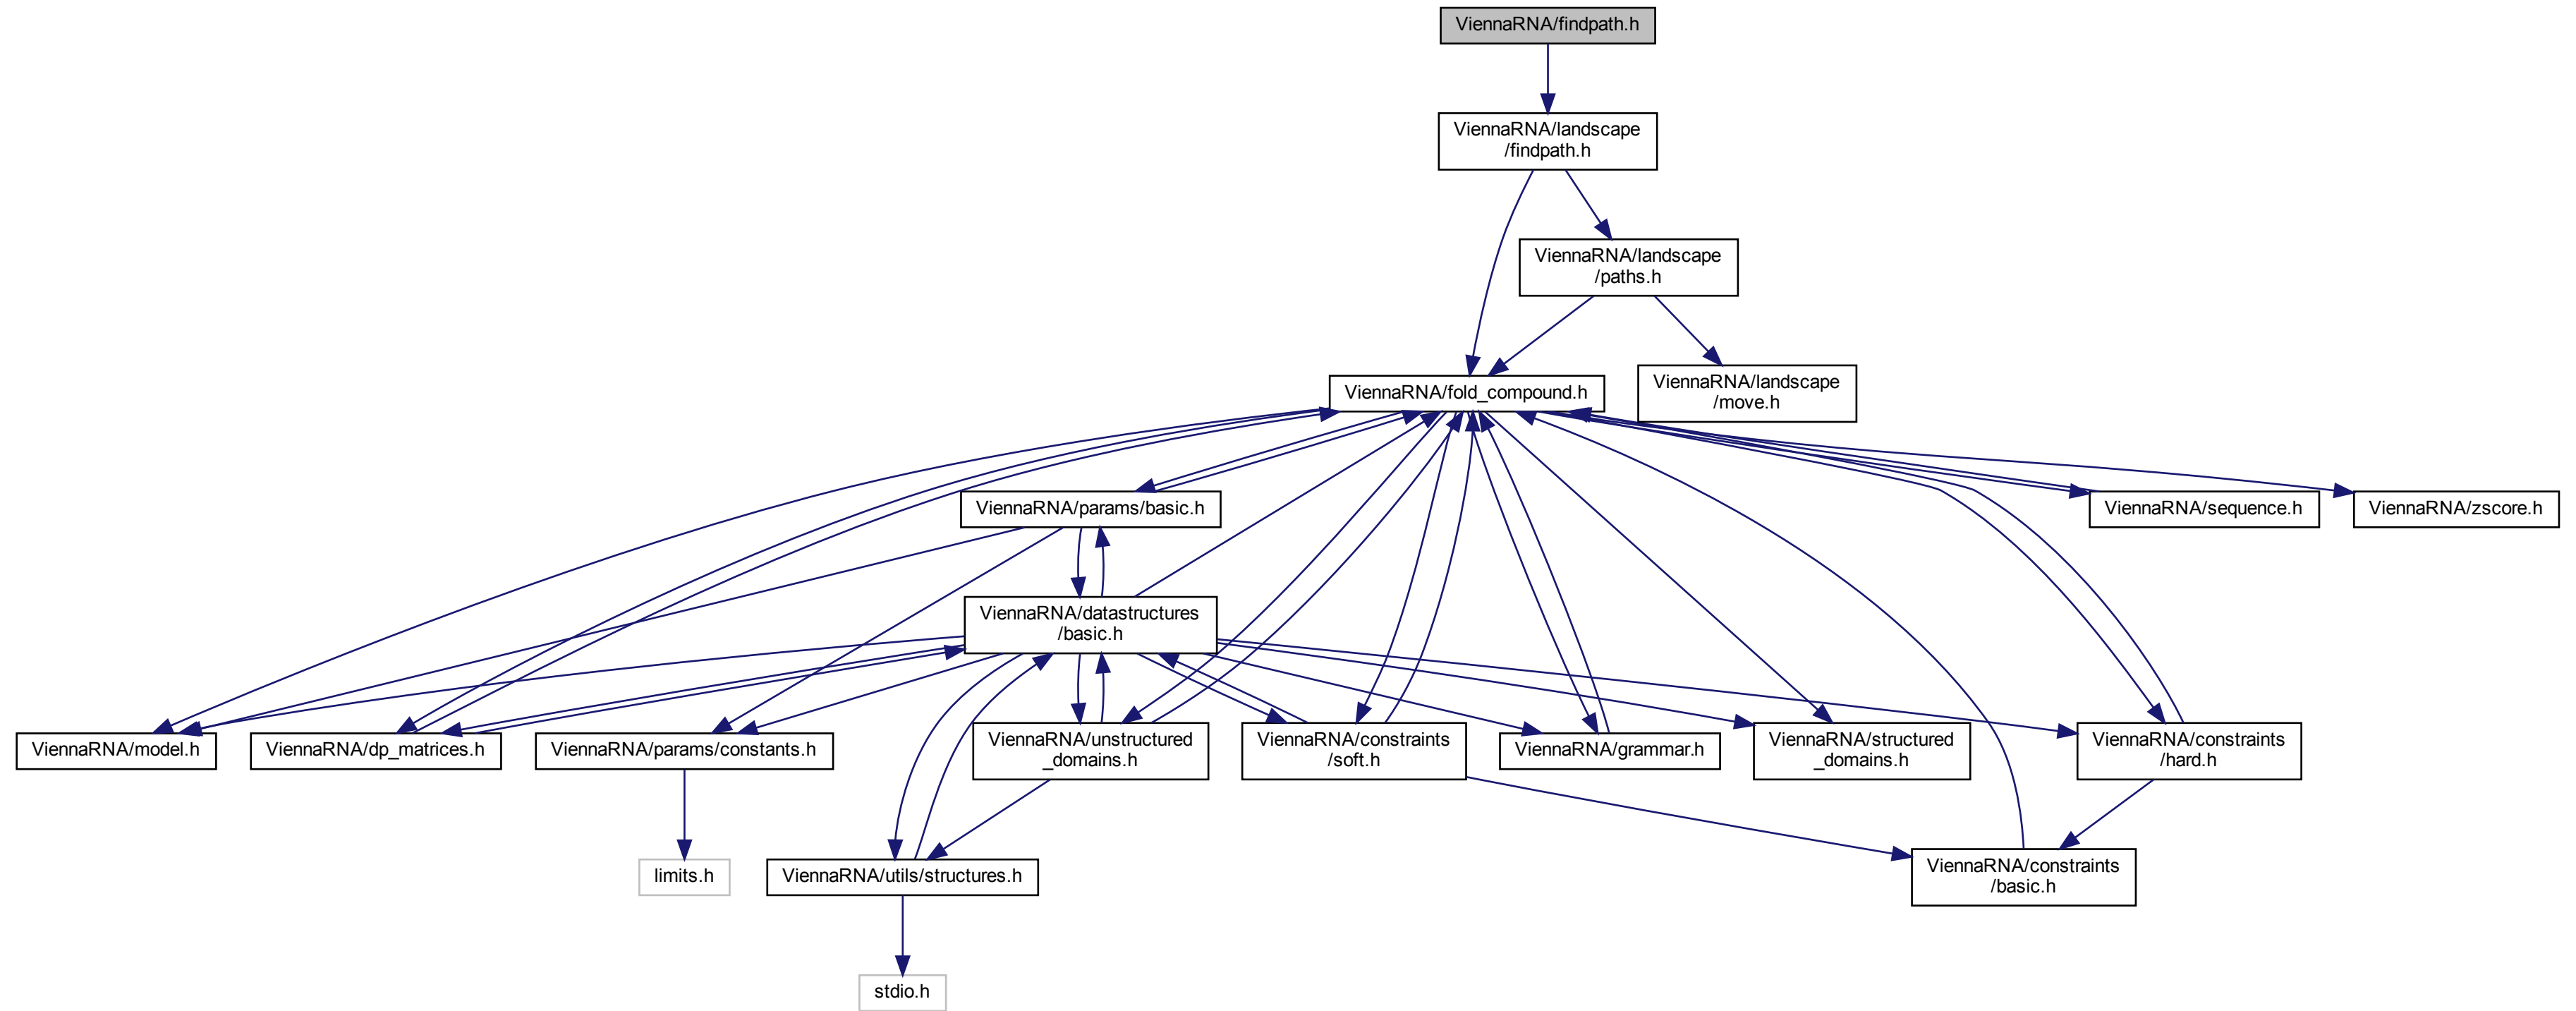 ViennaRNA/findpath.h
ViennaRNA/landscape
/findpath.h
ViennaRNA/landscape
/paths.h
ViennaRNA/fold_compound.h
ViennaRNA/landscape
/move.h
ViennaRNA/params/basic.h
ViennaRNA/sequence.h
ViennaRNA/zscore.h
ViennaRNA/datastructures
/basic.h
ViennaRNA/model.h
ViennaRNA/dp_matrices.h
ViennaRNA/params/constants.h
ViennaRNA/unstructured
_domains.h
ViennaRNA/constraints
/soft.h
ViennaRNA/grammar.h
ViennaRNA/structured
_domains.h
ViennaRNA/constraints
/hard.h
limits.h
ViennaRNA/utils/structures.h
ViennaRNA/constraints
/basic.h
stdio.h